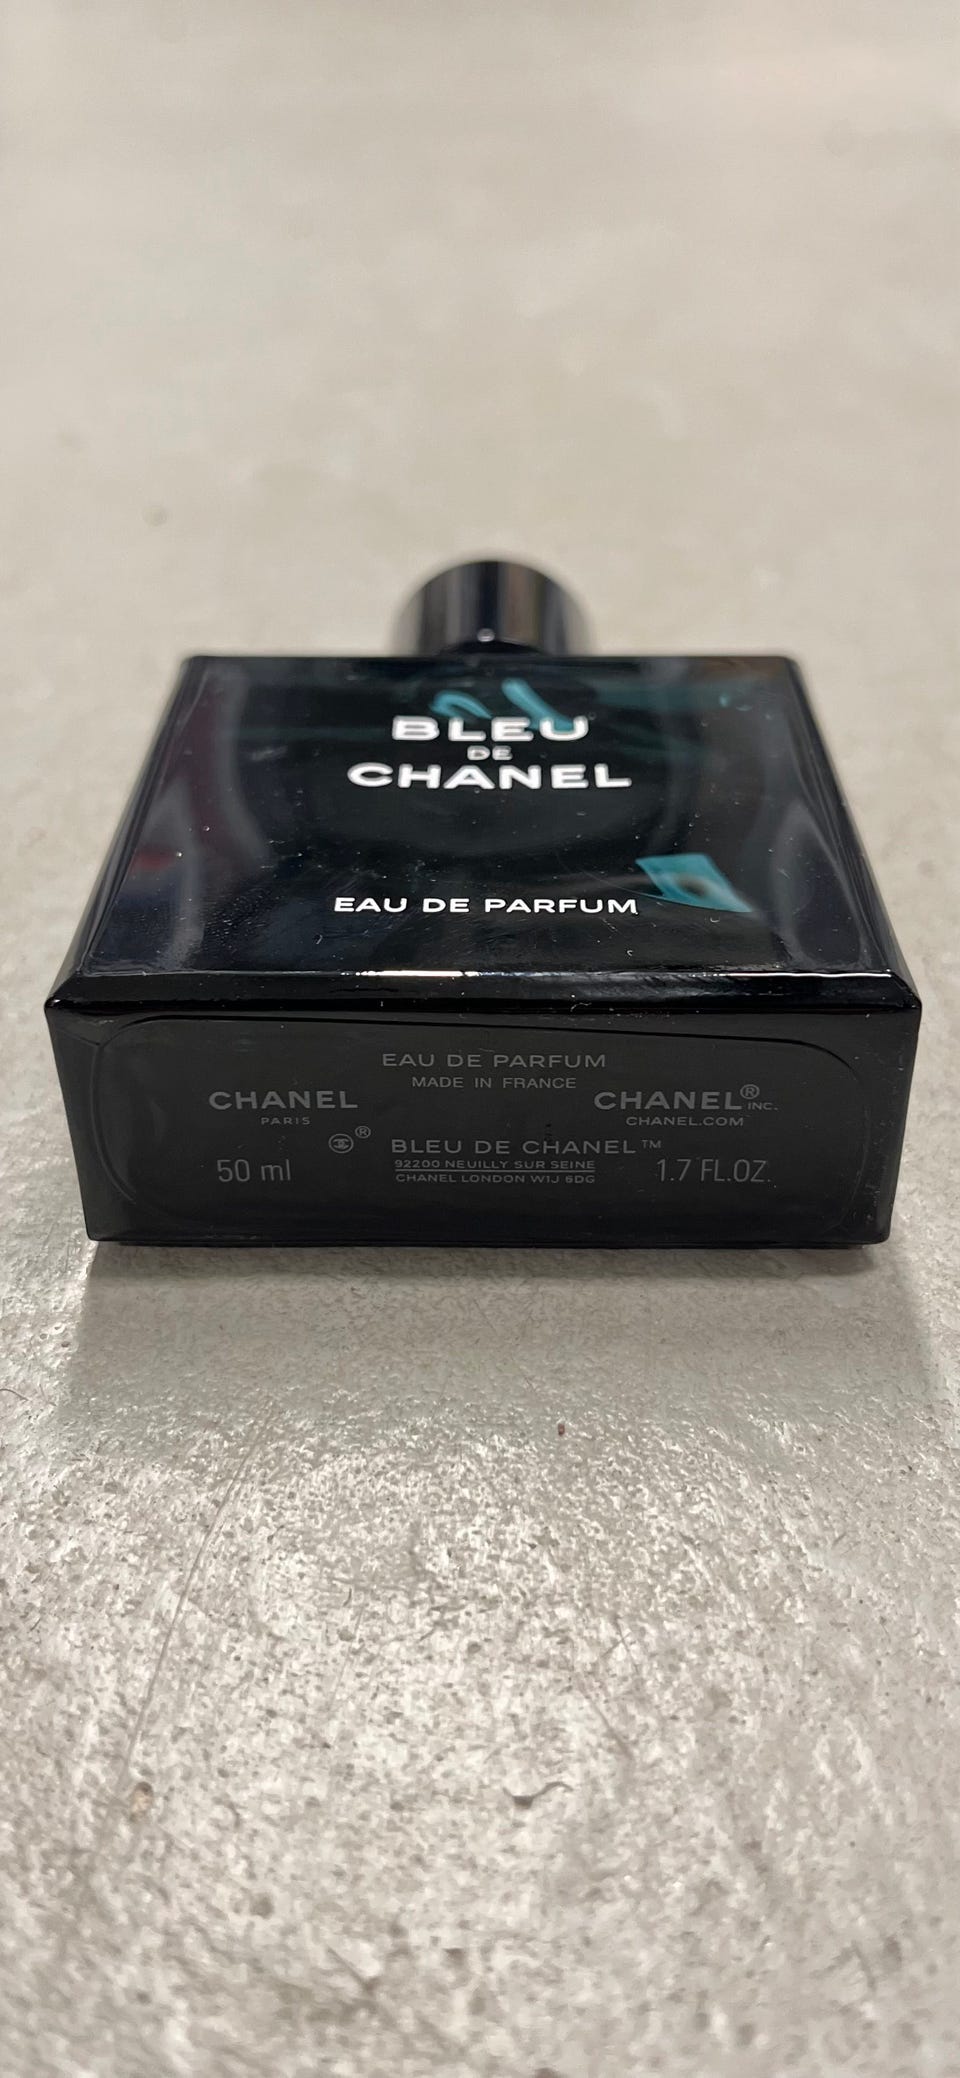 BLEU
DE
CHANEL
EAU DE PARFUM
EAU DE PARFUM
MADE IN FRANCE
CHANEL
PARIS
CHANEL® INC.
CHANEL.COM
®
BLEU DE CHANEL™
92200 NEUILLY SUR SEINE
CHANEL LONDON W1J 6DG
50 ml
1.7 FL.OZ.